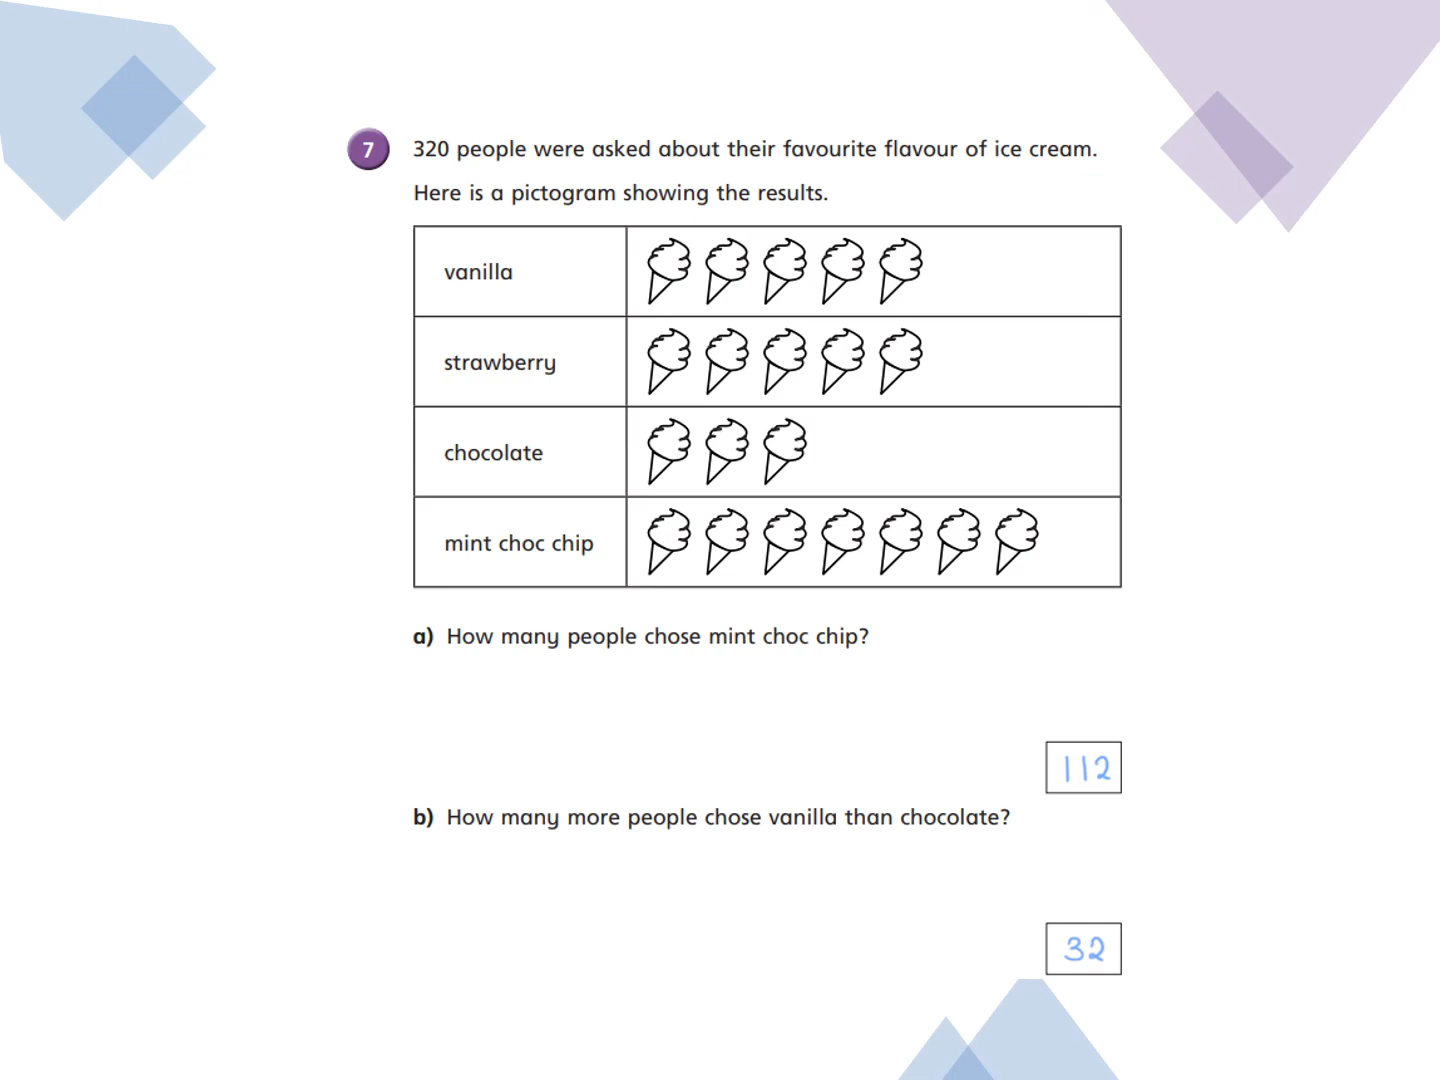 7 320 people were asked about their favourite flavour of ice cream.
Here is a pictogram showing the results.
vanilla
strawberry
chocolate
mint choc chip
a) How many people chose mint choc chip?
112
b) How many more people chose vanilla than chocolate?
32